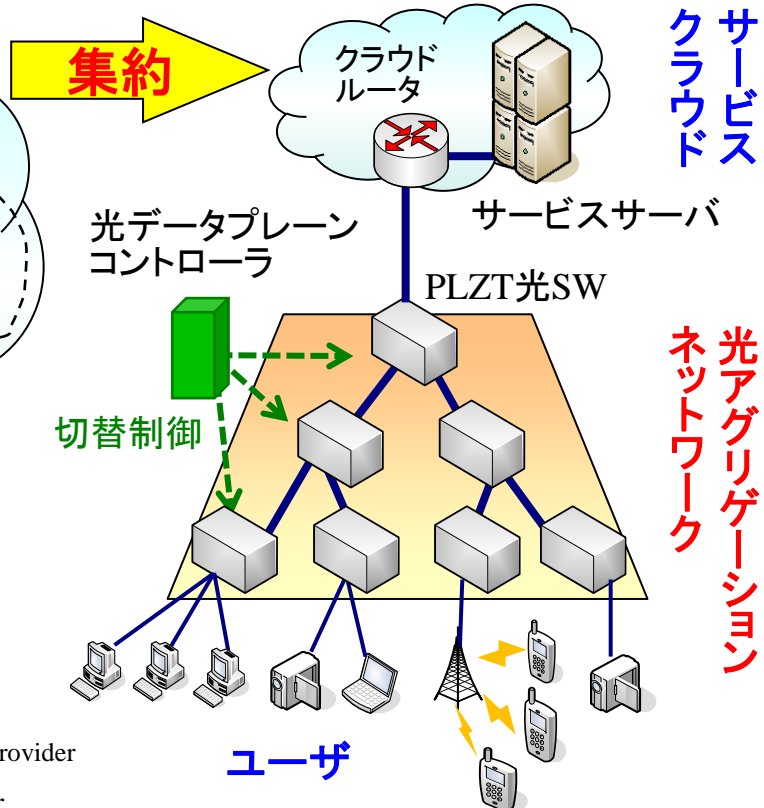 集約
クラウド
ルータ
サービス
クラウド
サービスサーバ
光データプレーン
コントローラ
PLZT光SW
切替制御
光アグリゲーション
ネットワーク
ユーザ
rovider